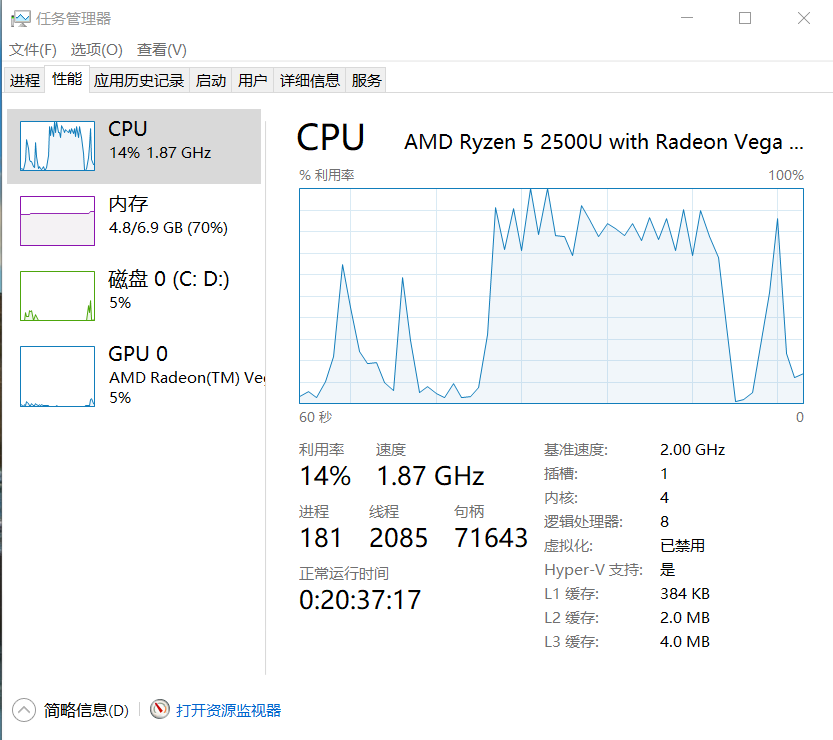 任务管理器
文件(F) 选项(O) 查看(V)
进程 性能 应用历史记录 启动 用户 详细信息 服务
CPU
14% 1.87 GHz
内存
4.8/6.9 GB (70%)
磁盘 0 (C: D:)
5%
GPU 0
AMD Radeon(TM) Ve
5%
CPU AMD Ryzen 5 2500U with Radeon Vega ...
% 利用率 100%
60 秒 0
利用率 速度
14% 1.87 GHz
进程 线程 句柄
181 2085 71643
正常运行时间
0:20:37:17
基准速度: 2.00 GHz
插槽: 1
内核: 4
逻辑处理器: 8
虚拟化: 已禁用
Hyper-V 支持: 是
L1 缓存: 384 KB
L2 缓存: 2.0 MB
L3 缓存: 4.0 MB
简略信息(D) 打开资源监视器